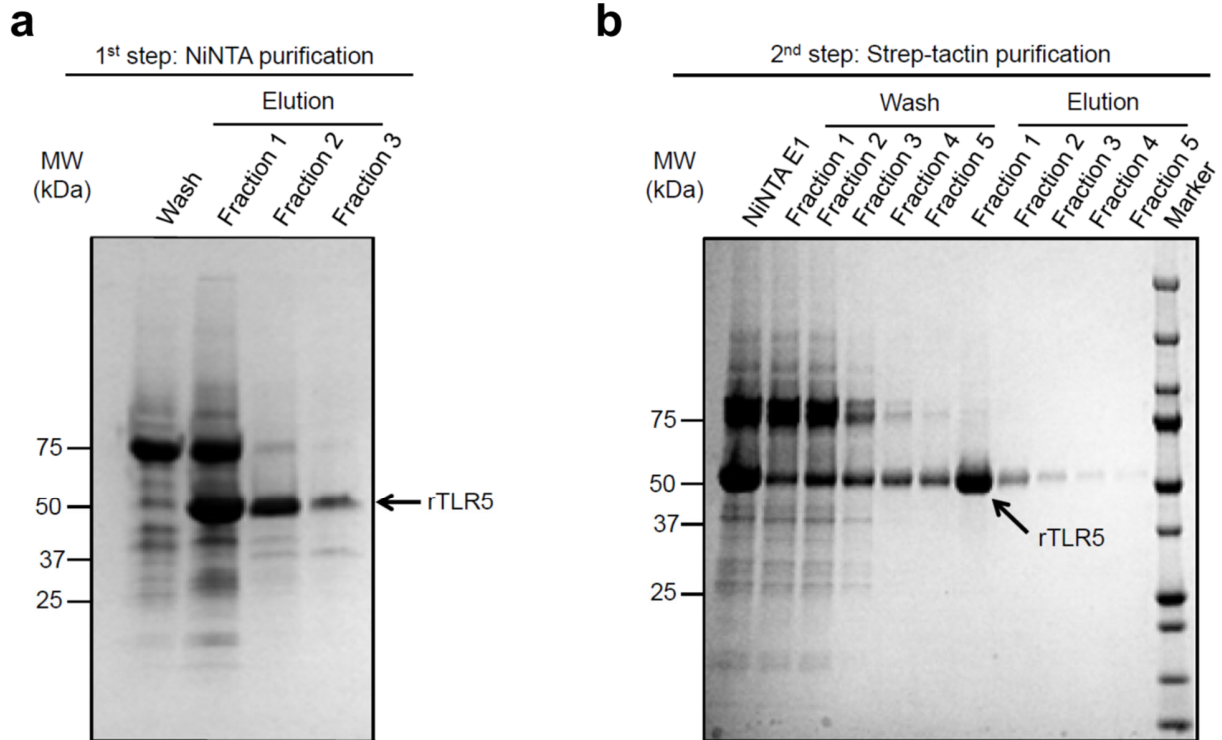 a
1st step: NiNTA purification
Elution
MW
(kDa)
Wash
Fraction 1
Fraction 2
Fraction 3
75
50
37
25
rTLR5
b
2nd step: Strep-tactin purification
Wash
Elution
MW
(kDa)
NiNTA E1
Fraction 1
Fraction 2
Fraction 3
Fraction 4
Fraction 5
Fraction 1
Fraction 2
Fraction 3
Fraction 4
Fraction 5
Marker
75
50
37
25
rTLR5